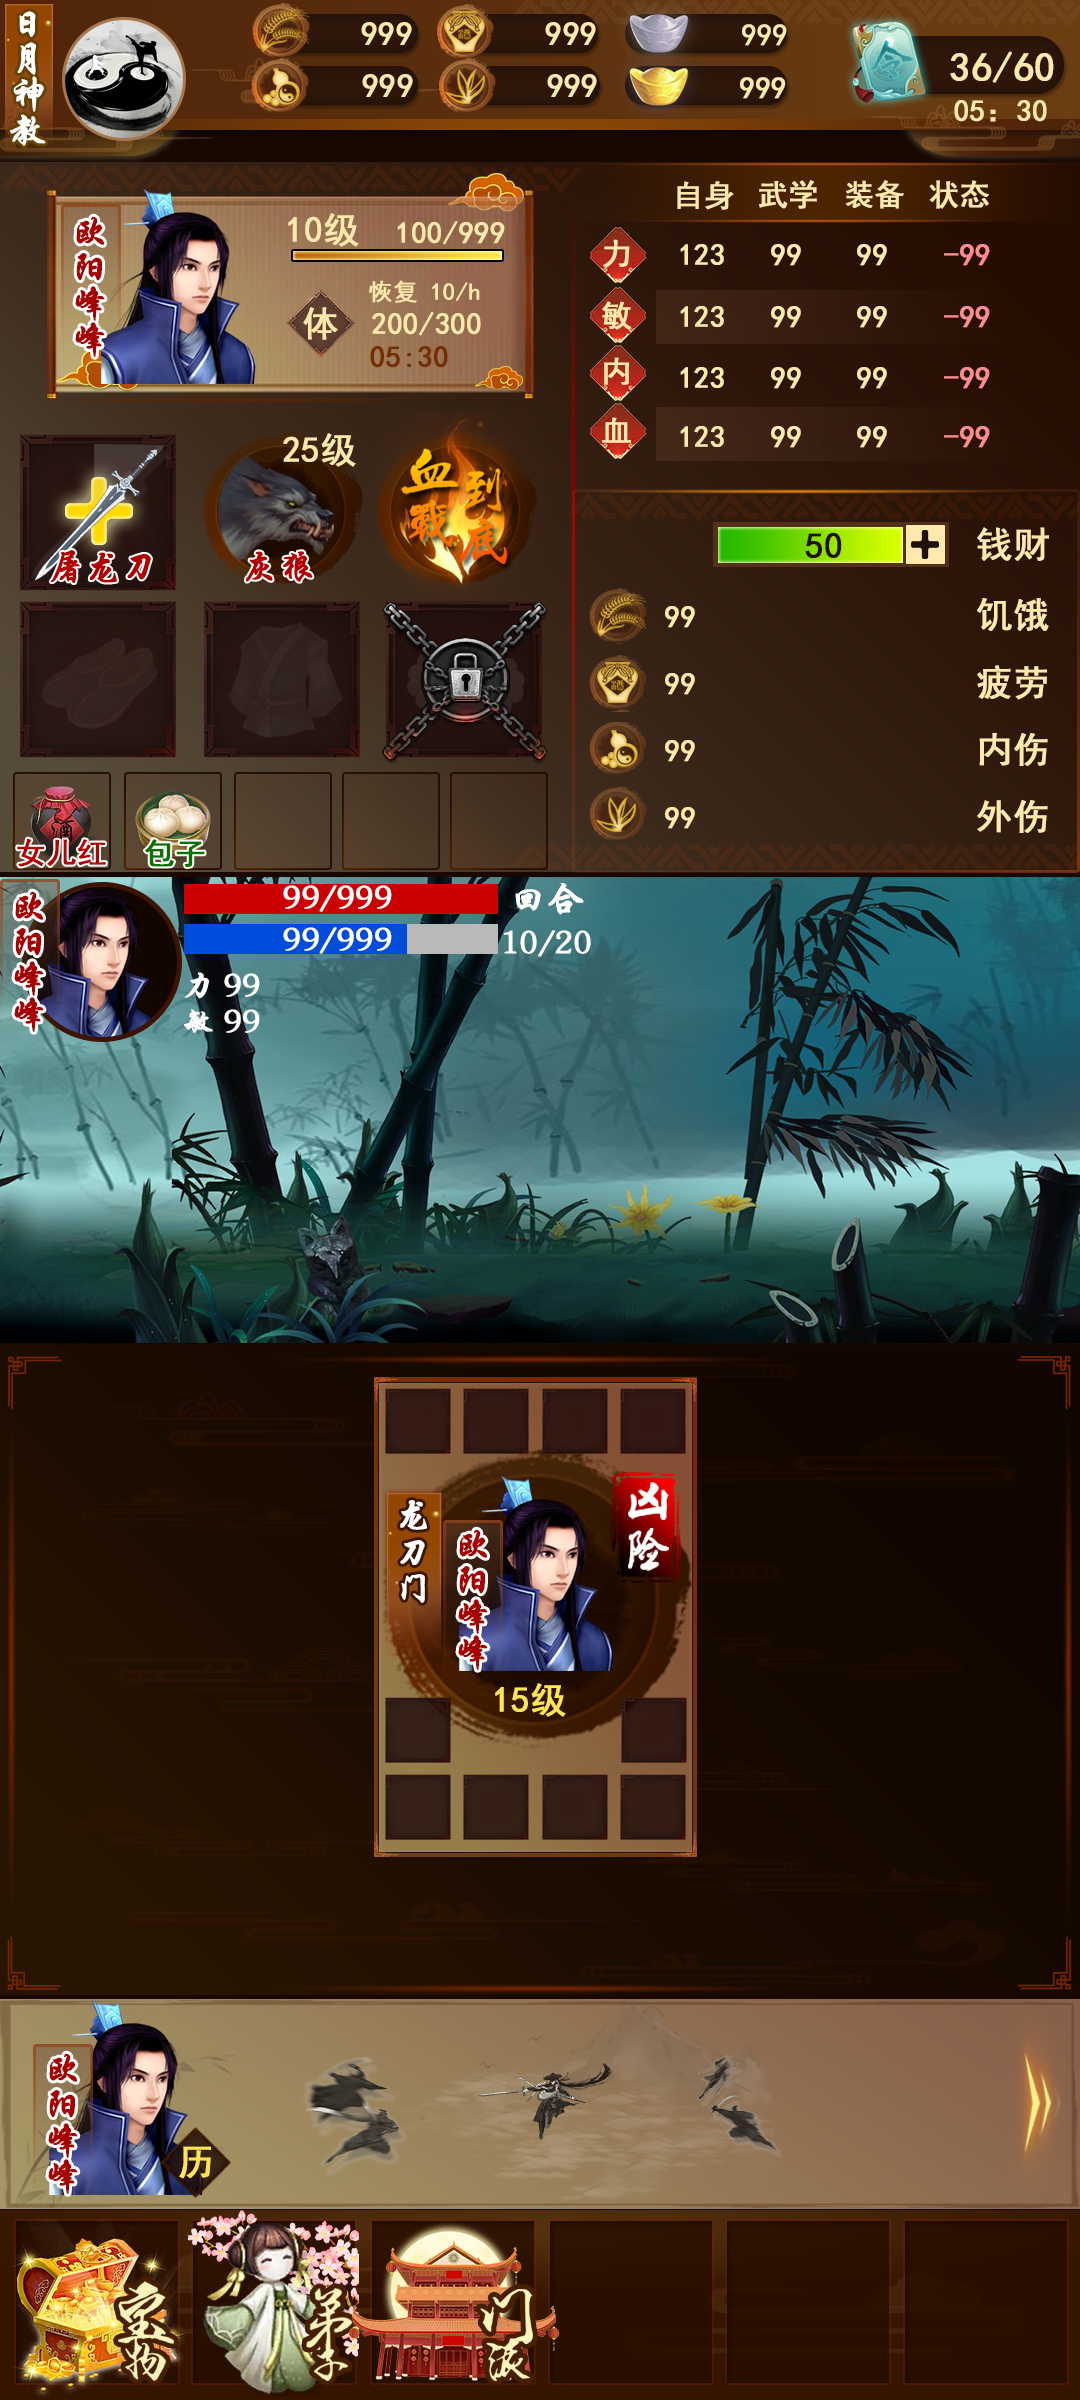 日月神教
999
999
999
999
999
999
令
36/60
05：30
欧阳峰峰
10级
100/999
体
恢复 10/h
200/300
05:30
自身 武学 装备 状态
力 123 99 99 -99
敏 123 99 99 -99
内 123 99 99 -99
血 123 99 99 -99
屠龙刀
25级
灰狼
血戰到底
50
钱财
99 饥饿
99 疲劳
99 内伤
99 外伤
酒
女儿红
包子
欧阳峰峰
99/999
99/999
回合
10/20
力 99
敏 99
龙刀门
欧阳峰峰
凶险
15级
欧阳峰峰
历
宝物
弟子
门派